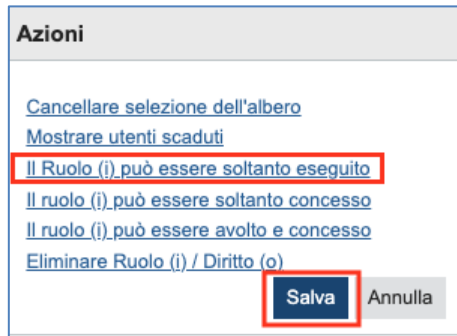 Azioni
Cancellare selezione dell'albero
Mostrare utenti scaduti
Il Ruolo (i) può essere soltanto eseguito
Il ruolo (i) può essere soltanto concesso
Il ruolo (i) può essere avolto e concesso
Eliminare Ruolo (i) / Diritto (o)
Salva Annulla